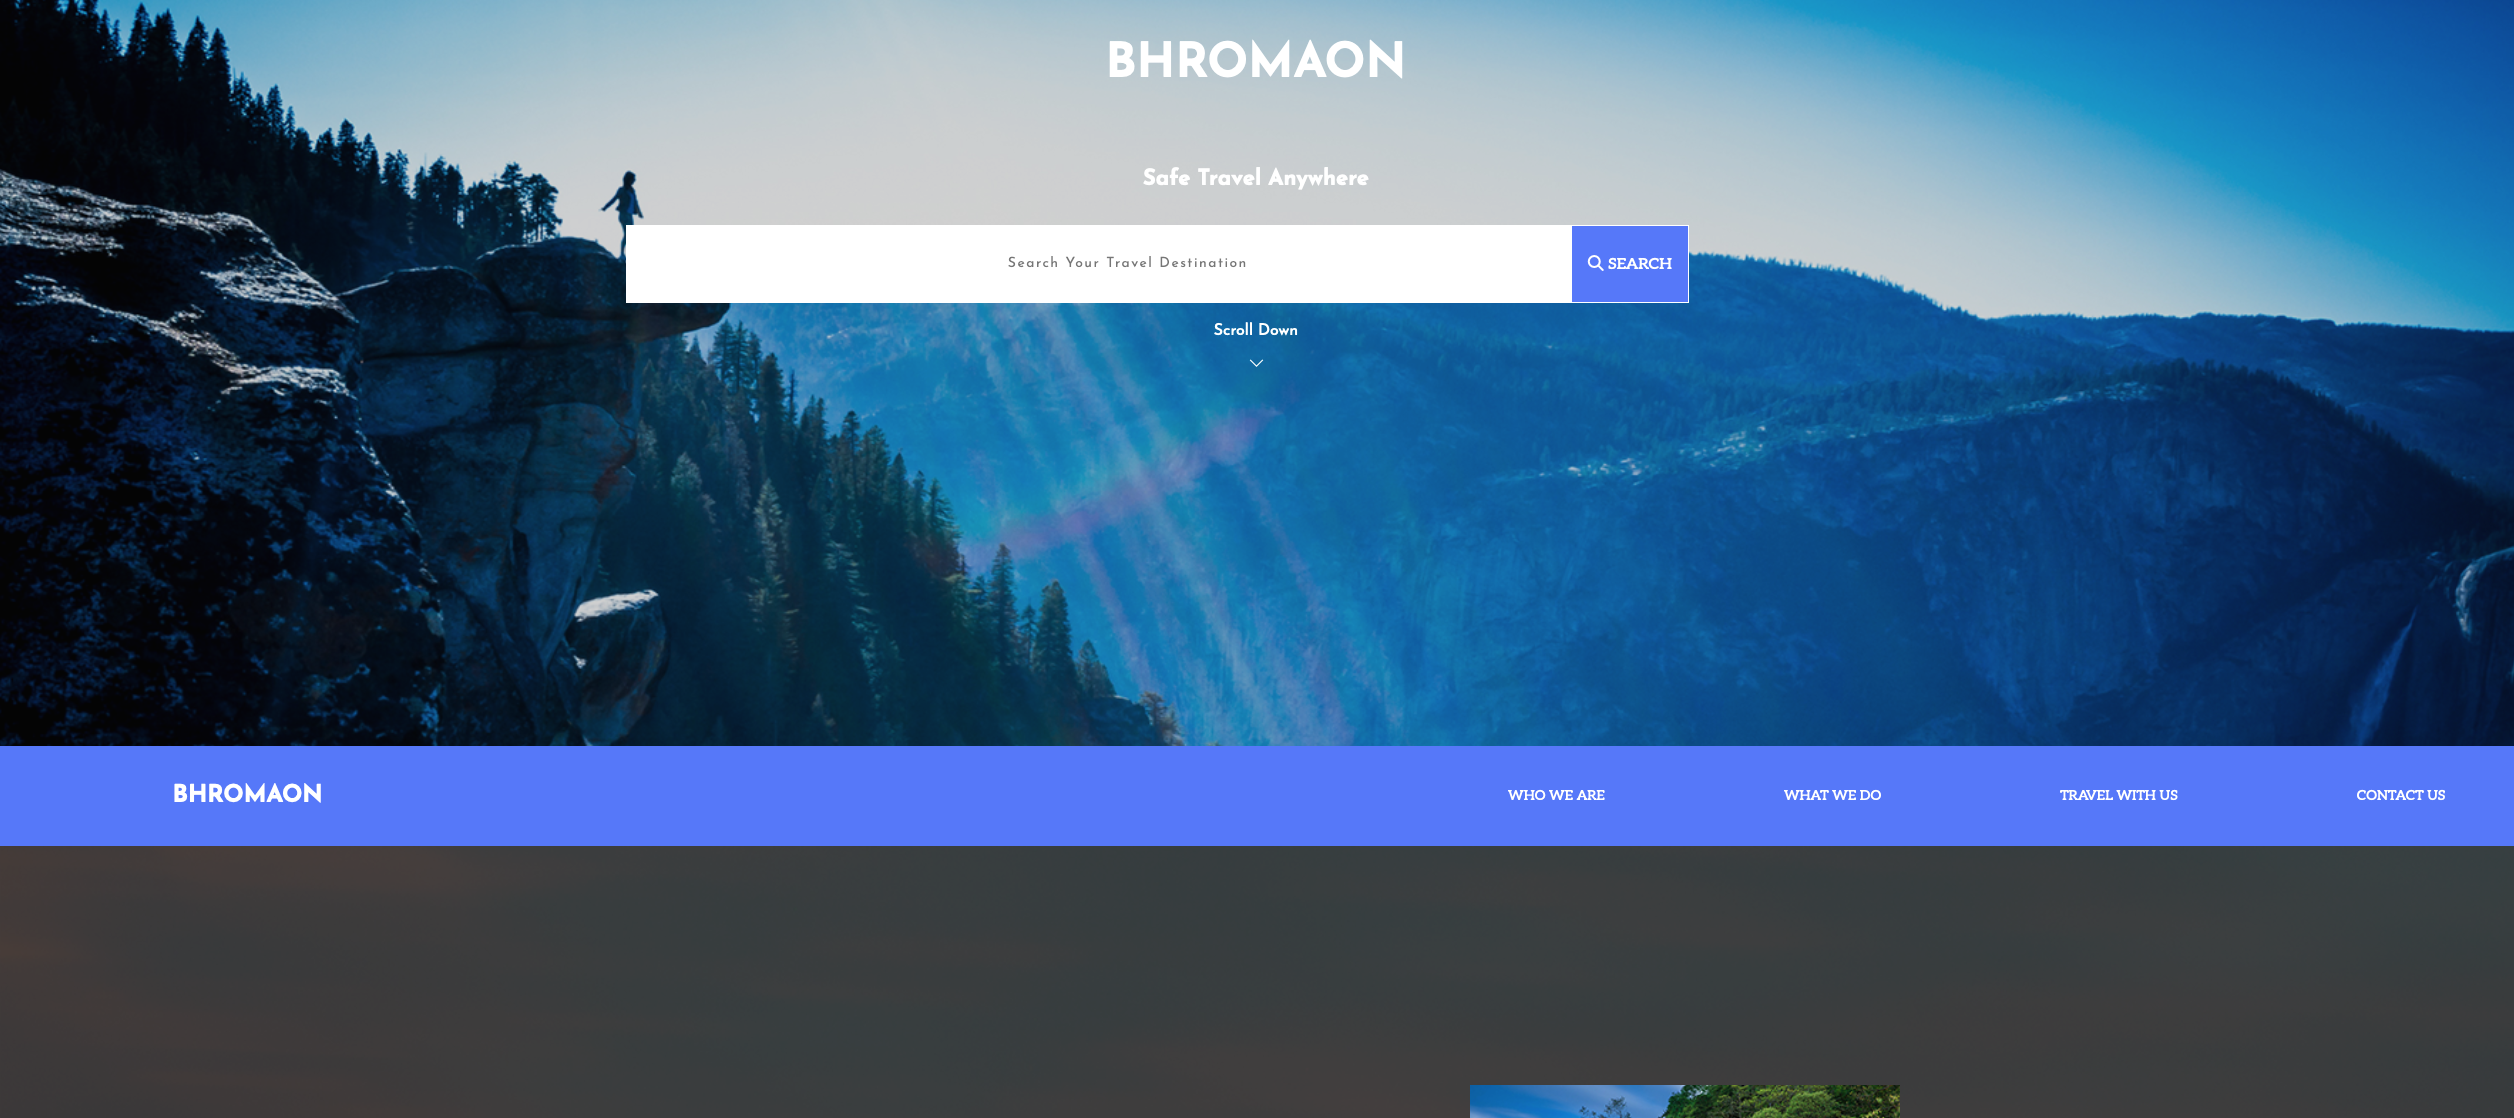 BHROMAON
Safe Travel Anywhere
Search Your Travel Destination
SEARCH
Scroll Down
BHROMAON
WHO WE ARE
WHAT WE DO
TRAVEL WITH US
CONTACT US